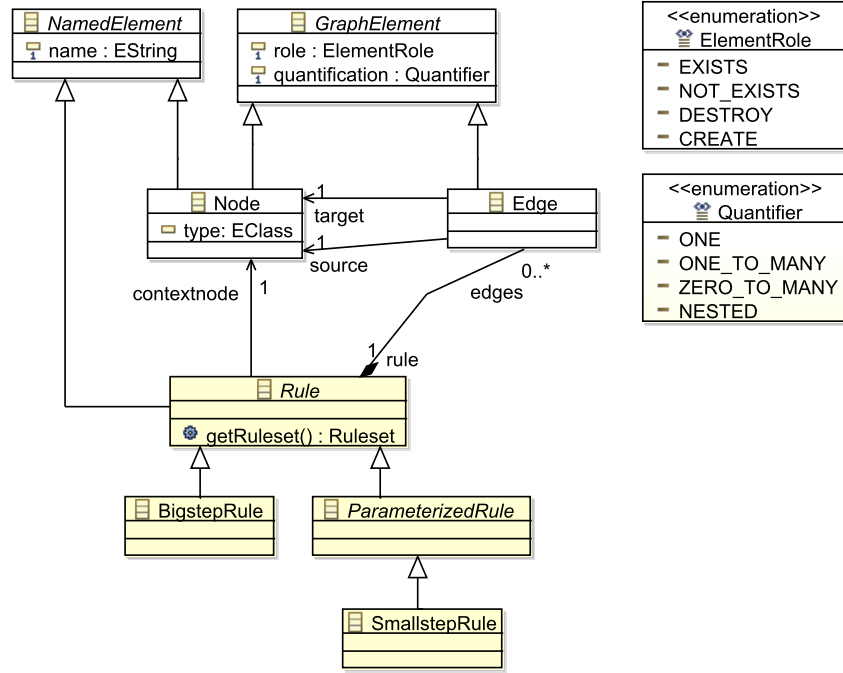 NamedElement
name : EString
GraphElement
role : ElementRole
quantification : Quantifier
<<enumeration>>
ElementRole
EXISTS
NOT_EXISTS
DESTROY
CREATE
<<enumeration>>
Quantifier
ONE
ONE_TO_MANY
ZERO_TO_MANY
NESTED
Node
type: EClass
1
target
1
source
Edge
0..*
edges
contextnode
1
1
rule
Rule
getRuleset() : Ruleset
BigstepRule
ParameterizedRule
SmallstepRule